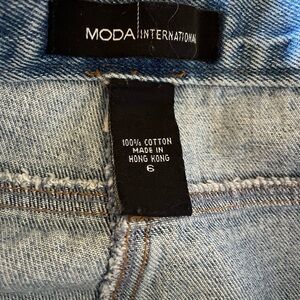 MODA INTERNATIONAL
100% COTTON
MADE IN
HONG KONG
6